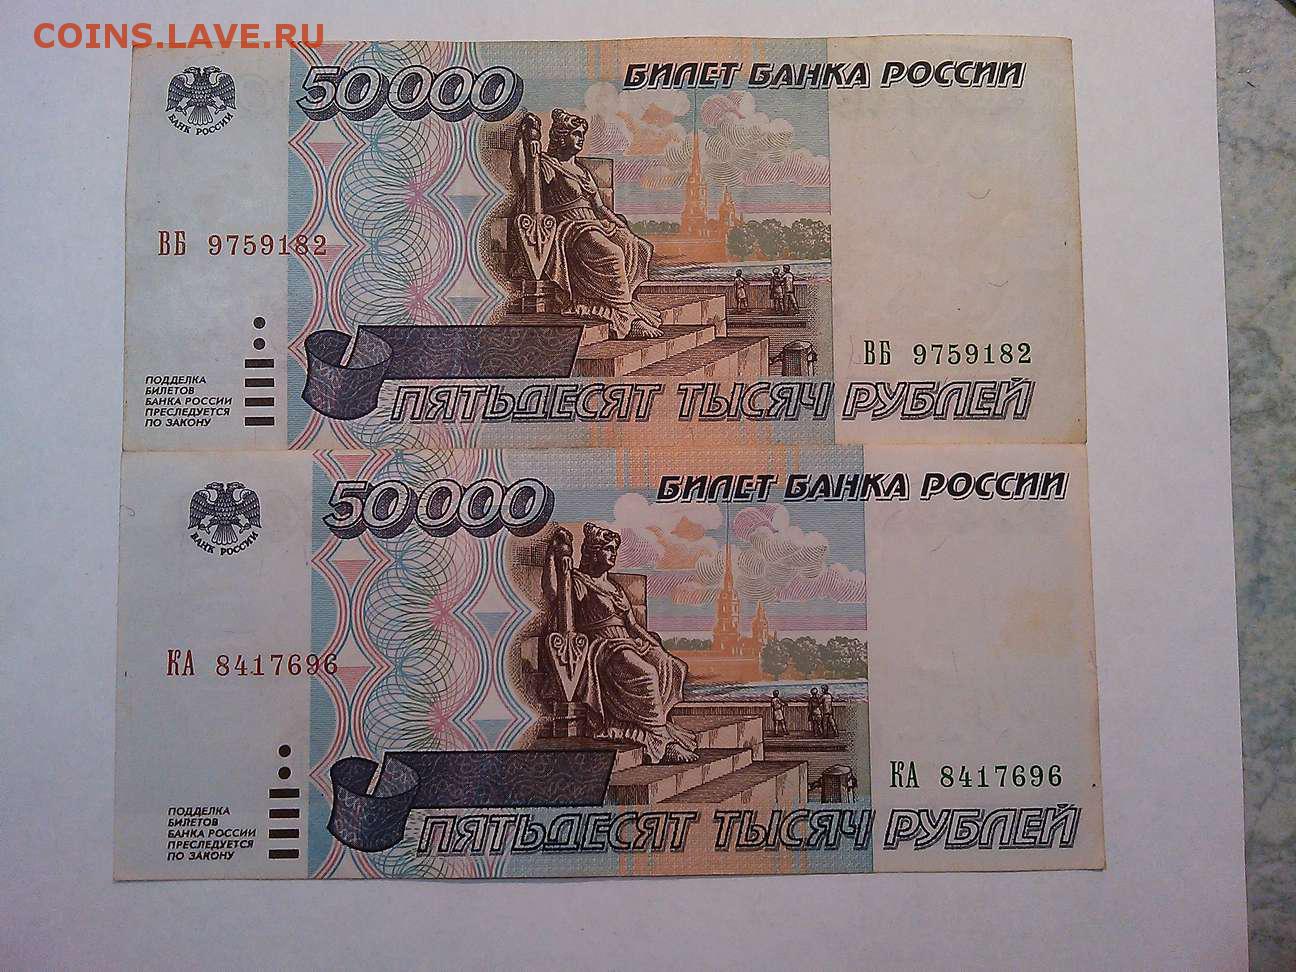 COINS.LAVE.RU
50000
БИЛЕТ БАНКА РОССИИ
БАНК РОССИИ
ВБ 9759182
ВБ 9759182
ПОДДЕЛКА
БИЛЕТОВ
БАНКА РОССИИ
ПРЕСЛЕДУЕТСЯ
ПО ЗАКОНУ
ПЯТЬДЕСЯТ ТЫСЯЧ РУБЛЕЙ
50000
БИЛЕТ БАНКА РОССИИ
БАНК РОССИИ
КА 8417696
КА 8417696
ПОДДЕЛКА
БИЛЕТОВ
БАНКА РОССИИ
ПРЕСЛЕДУЕТСЯ
ПО ЗАКОНУ
ПЯТЬДЕСЯТ ТЫСЯЧ РУБЛЕЙ